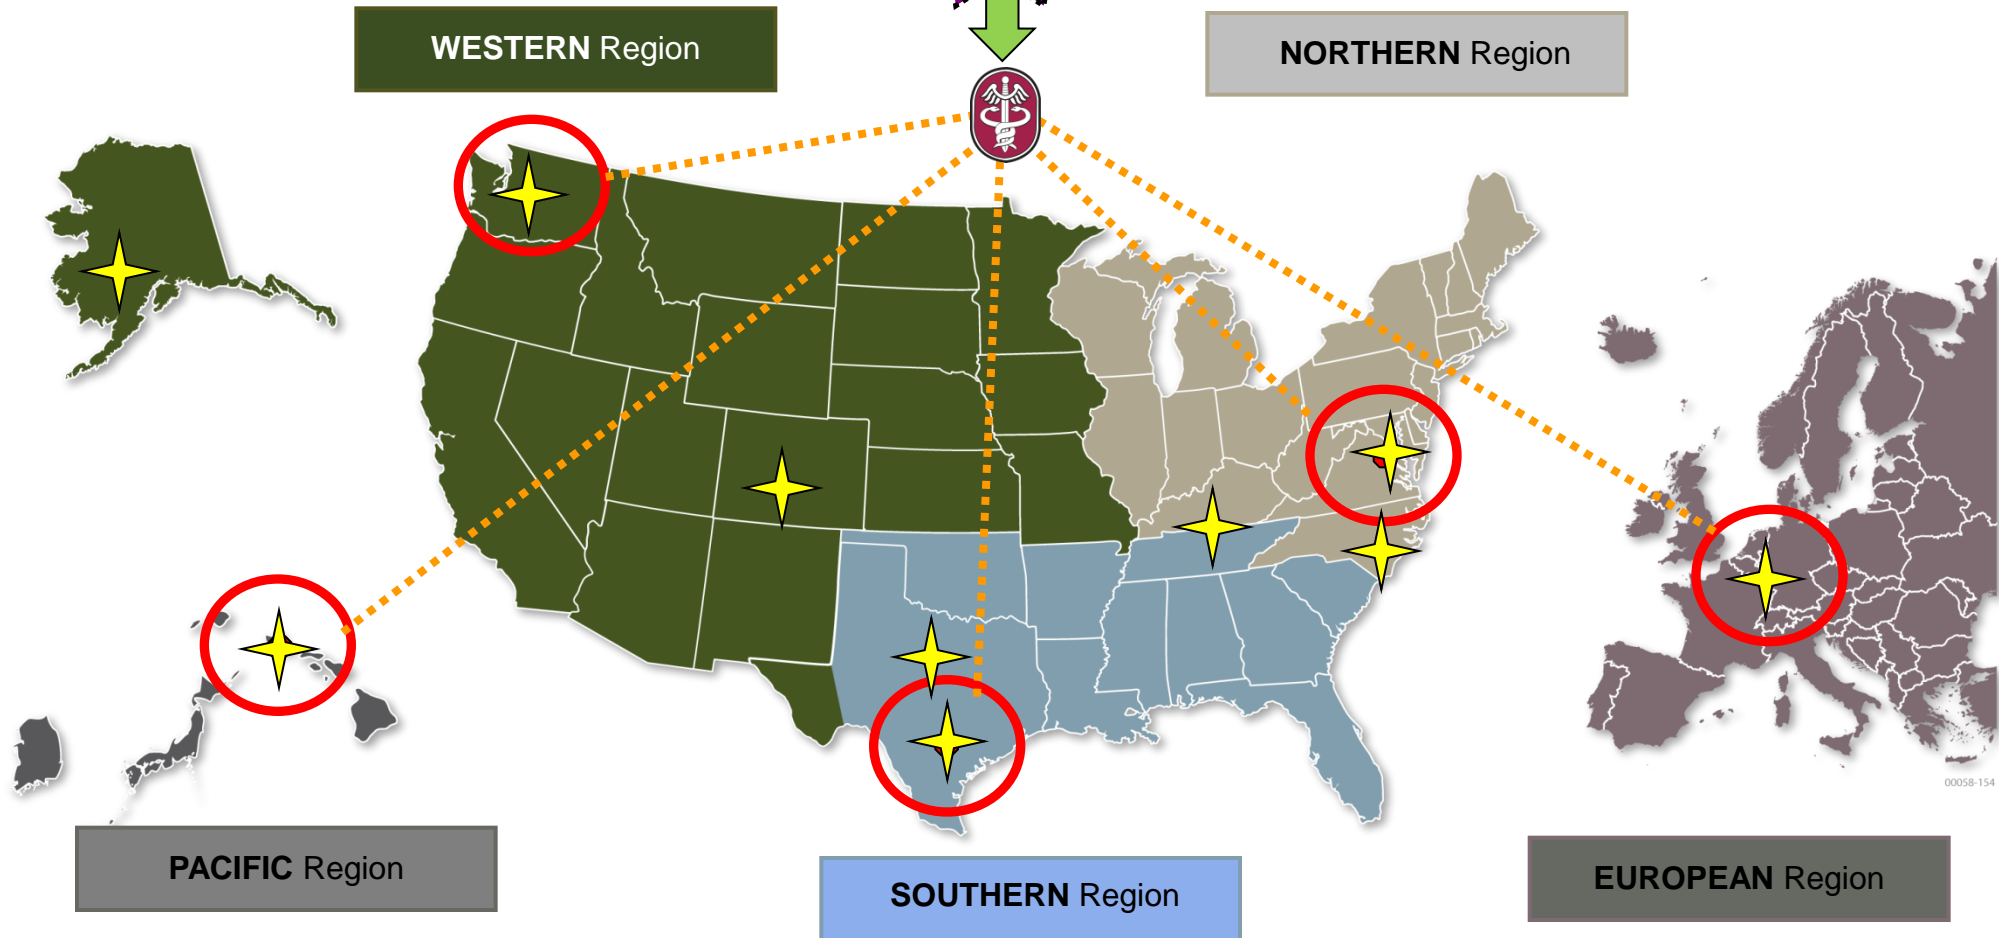 WESTERN Region
NORTHERN Region
00058-154
PACIFIC Region
SOUTHERN Region
EUROPEAN Region